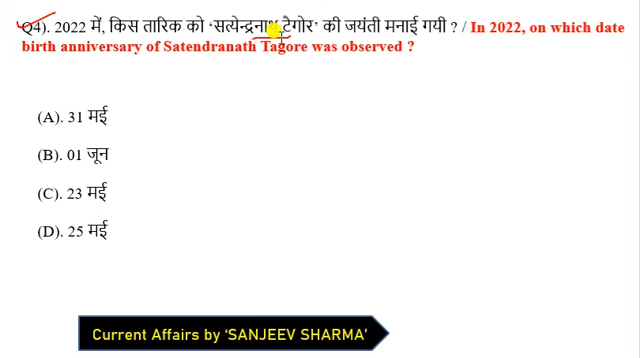 Q4). 2022 में, किस तारिक को ‘सत्येन्द्रनाथ टैगोर’ की जयंती मनाई गयी ? / In 2022, on which date
birth anniversary of Satendranath Tagore was observed ?
(A). 31 मई
(B). 01 जून
(C). 23 मई
(D). 25 मई
Current Affairs by ‘SANJEEV SHARMA’